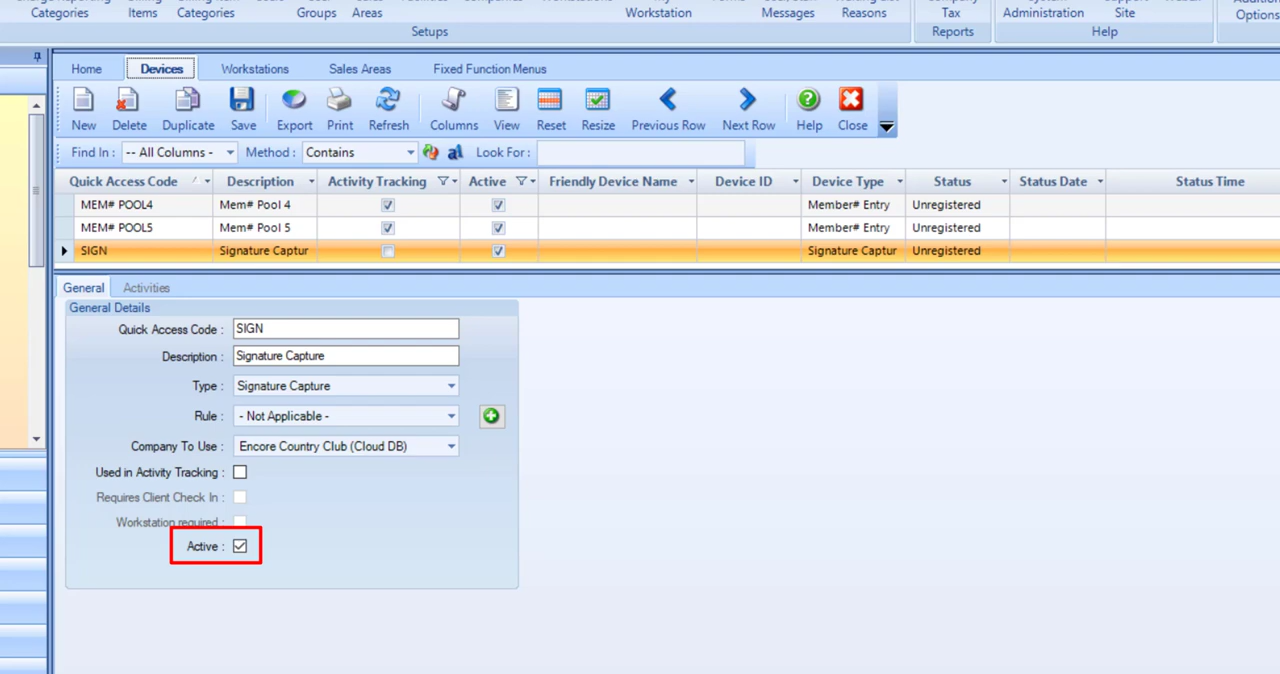 Categories Items Categories Groups Areas Workstation Messages Reasons Tax Administration Site Options
Setups Reports Help
Home Devices Workstations Sales Areas Fixed Function Menus
New Delete Duplicate Save Export Print Refresh Columns View Reset Resize Previous Row Next Row Help Close
Find In : -- All Columns - Method : Contains Look For :
Quick Access Code Description Activity Tracking Active Friendly Device Name Device ID Device Type Status Status Date Status Time
MEM# POOL4 Mem# Pool 4 Member# Entry Unregistered
MEM# POOL5 Mem# Pool 5 Member# Entry Unregistered
SIGN Signature Captur Signature Captur Unregistered
General Activities
General Details
Quick Access Code : SIGN
Description : Signature Capture
Type : Signature Capture
Rule : - Not Applicable -
Company To Use : Encore Country Club (Cloud DB)
Used in Activity Tracking :
Requires Client Check In :
Workstation required :
Active :